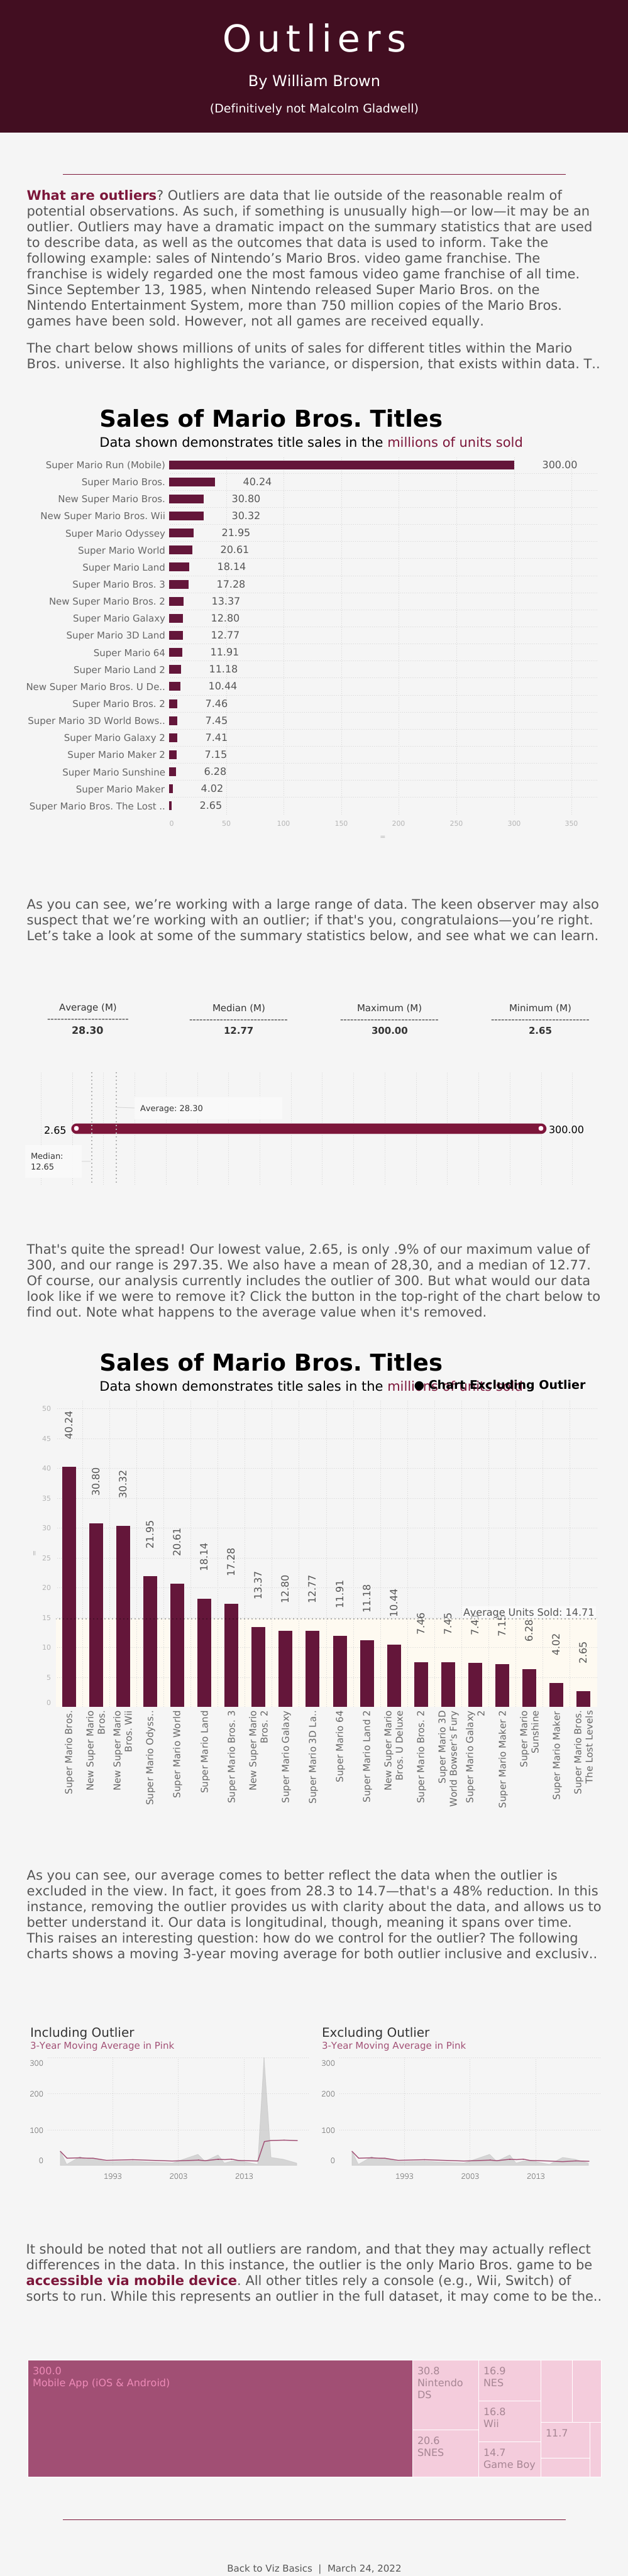 Outliers
By William Brown
(Definitively not Malcolm Gladwell)
What are outliers? Outliers are data that lie outside of the reasonable realm of
potential observations. As such, if something is unusually high—or low—it may be an
outlier. Outliers may have a dramatic impact on the summary statistics that are used
to describe data, as well as the outcomes that data is used to inform. Take the
following example: sales of Nintendo’s Mario Bros. video game franchise. The
franchise is widely regarded one the most famous video game franchise of all time.
Since September 13, 1985, when Nintendo released Super Mario Bros. on the
Nintendo Entertainment System, more than 750 million copies of the Mario Bros.
games have been sold. However, not all games are received equally.
The chart below shows millions of units of sales for different titles within the Mario
Bros. universe. It also highlights the variance, or dispersion, that exists within data. T..
Sales of Mario Bros. Titles
Data shown demonstrates title sales in the millions of units sold
Super Mario Run (Mobile) 300.00
Super Mario Bros. 40.24
New Super Mario Bros. 30.80
New Super Mario Bros. Wii 30.32
Super Mario Odyssey 21.95
Super Mario World 20.61
Super Mario Land 18.14
Super Mario Bros. 3 17.28
New Super Mario Bros. 2 13.37
Super Mario Galaxy 12.80
Super Mario 3D Land 12.77
Super Mario 64 11.91
Super Mario Land 2 11.18
New Super Mario Bros. U De.. 10.44
Super Mario Bros. 2 7.46
Super Mario 3D World Bows.. 7.45
Super Mario Galaxy 2 7.41
Super Mario Maker 2 7.15
Super Mario Sunshine 6.28
Super Mario Maker 4.02
Super Mario Bros. The Lost .. 2.65
0 50 100 150 200 250 300 350
As you can see, we’re working with a large range of data. The keen observer may also
suspect that we’re working with an outlier; if that's you, congratulaions—you’re right.
Let’s take a look at some of the summary statistics below, and see what we can learn.
Average (M) Median (M) Maximum (M) Minimum (M)
28.30 12.77 300.00 2.65
Average: 28.30
2.65 300.00
Median:
12.65
That's quite the spread! Our lowest value, 2.65, is only .9% of our maximum value of
300, and our range is 297.35. We also have a mean of 28,30, and a median of 12.77.
Of course, our analysis currently includes the outlier of 300. But what would our data
look like if we were to remove it? Click the button in the top-right of the chart below to
find out. Note what happens to the average value when it's removed.
Sales of Mario Bros. Titles
Data shown demonstrates title sales in the millions of units sold
Chart Excluding Outlier
50
45
40
35
30
25
20
15
10
5
0
40.24
30.80
30.32
21.95
20.61
18.14
17.28
13.37
12.80
12.77
11.91
11.18
10.44
7.46
7.45
6.28
4.02
2.65
Average Units Sold: 14.71
Super Mario Bros.
New Super Mario
Bros.
New Super Mario
Bros. Wii
Super Mario Odyss..
Super Mario World
Super Mario Land
Super Mario Bros. 3
New Super Mario
Bros. 2
Super Mario Galaxy
Super Mario 3D La..
Super Mario 64
Super Mario Land 2
New Super Mario
Bros. U Deluxe
Super Mario Bros. 2
Super Mario 3D
World Bowser's Fury
Super Mario Galaxy
2
Super Mario Maker 2
Super Mario
Sunshine
Super Mario Maker
Super Mario Bros.
The Lost Levels
As you can see, our average comes to better reflect the data when the outlier is
excluded in the view. In fact, it goes from 28.3 to 14.7—that's a 48% reduction. In this
instance, removing the outlier provides us with clarity about the data, and allows us to
better understand it. Our data is longitudinal, though, meaning it spans over time.
This raises an interesting question: how do we control for the outlier? The following
charts shows a moving 3-year moving average for both outlier inclusive and exclusiv..
Including Outlier
3-Year Moving Average in Pink
300
200
100
0
1993 2003 2013
Excluding Outlier
3-Year Moving Average in Pink
300
200
100
0
1993 2003 2013
It should be noted that not all outliers are random, and that they may actually reflect
differences in the data. In this instance, the outlier is the only Mario Bros. game to be
accessible via mobile device. All other titles rely a console (e.g., Wii, Switch) of
sorts to run. While this represents an outlier in the full dataset, it may come to be the..
300.0
Mobile App (iOS & Android)
30.8
Nintendo
DS
20.6
SNES
16.9
NES
16.8
Wii
14.7
Game Boy
11.7
Back to Viz Basics | March 24, 2022